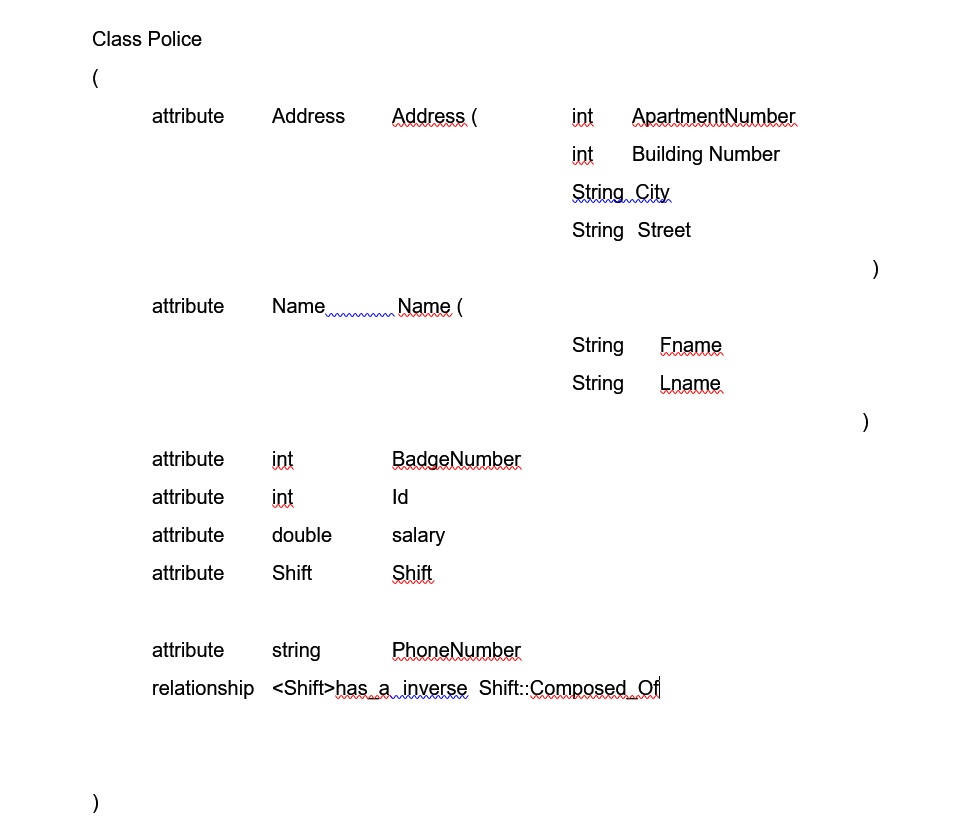 Class Police
(
attribute Address Address ( int ApartmentNumber
int Building Number
String City
String Street
)
attribute Name Name (
String Fname
String Lname
)
attribute int BadgeNumber
attribute int Id
attribute double salary
attribute Shift Shift
attribute string PhoneNumber
relationship <Shift>has_a inverse Shift::Composed_Of
)